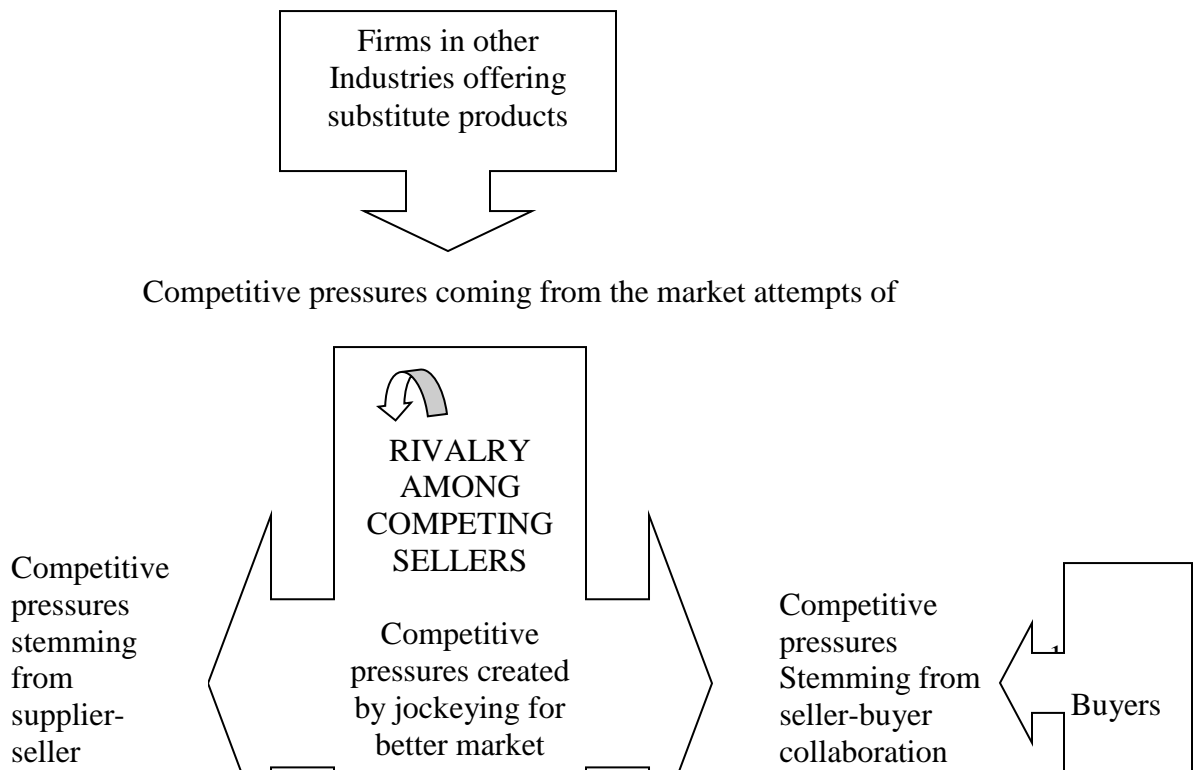 Firms in other
Industries offering
substitute products
Competitive pressures coming from the market attempts of
RIVALRY
AMONG
COMPETING
SELLERS
Competitive
pressures created
by jockeying for
better market
Competitive
pressures
stemming
from
supplier-
seller
Competitive
pressures
Stemming from
seller-buyer
collaboration
Buyers